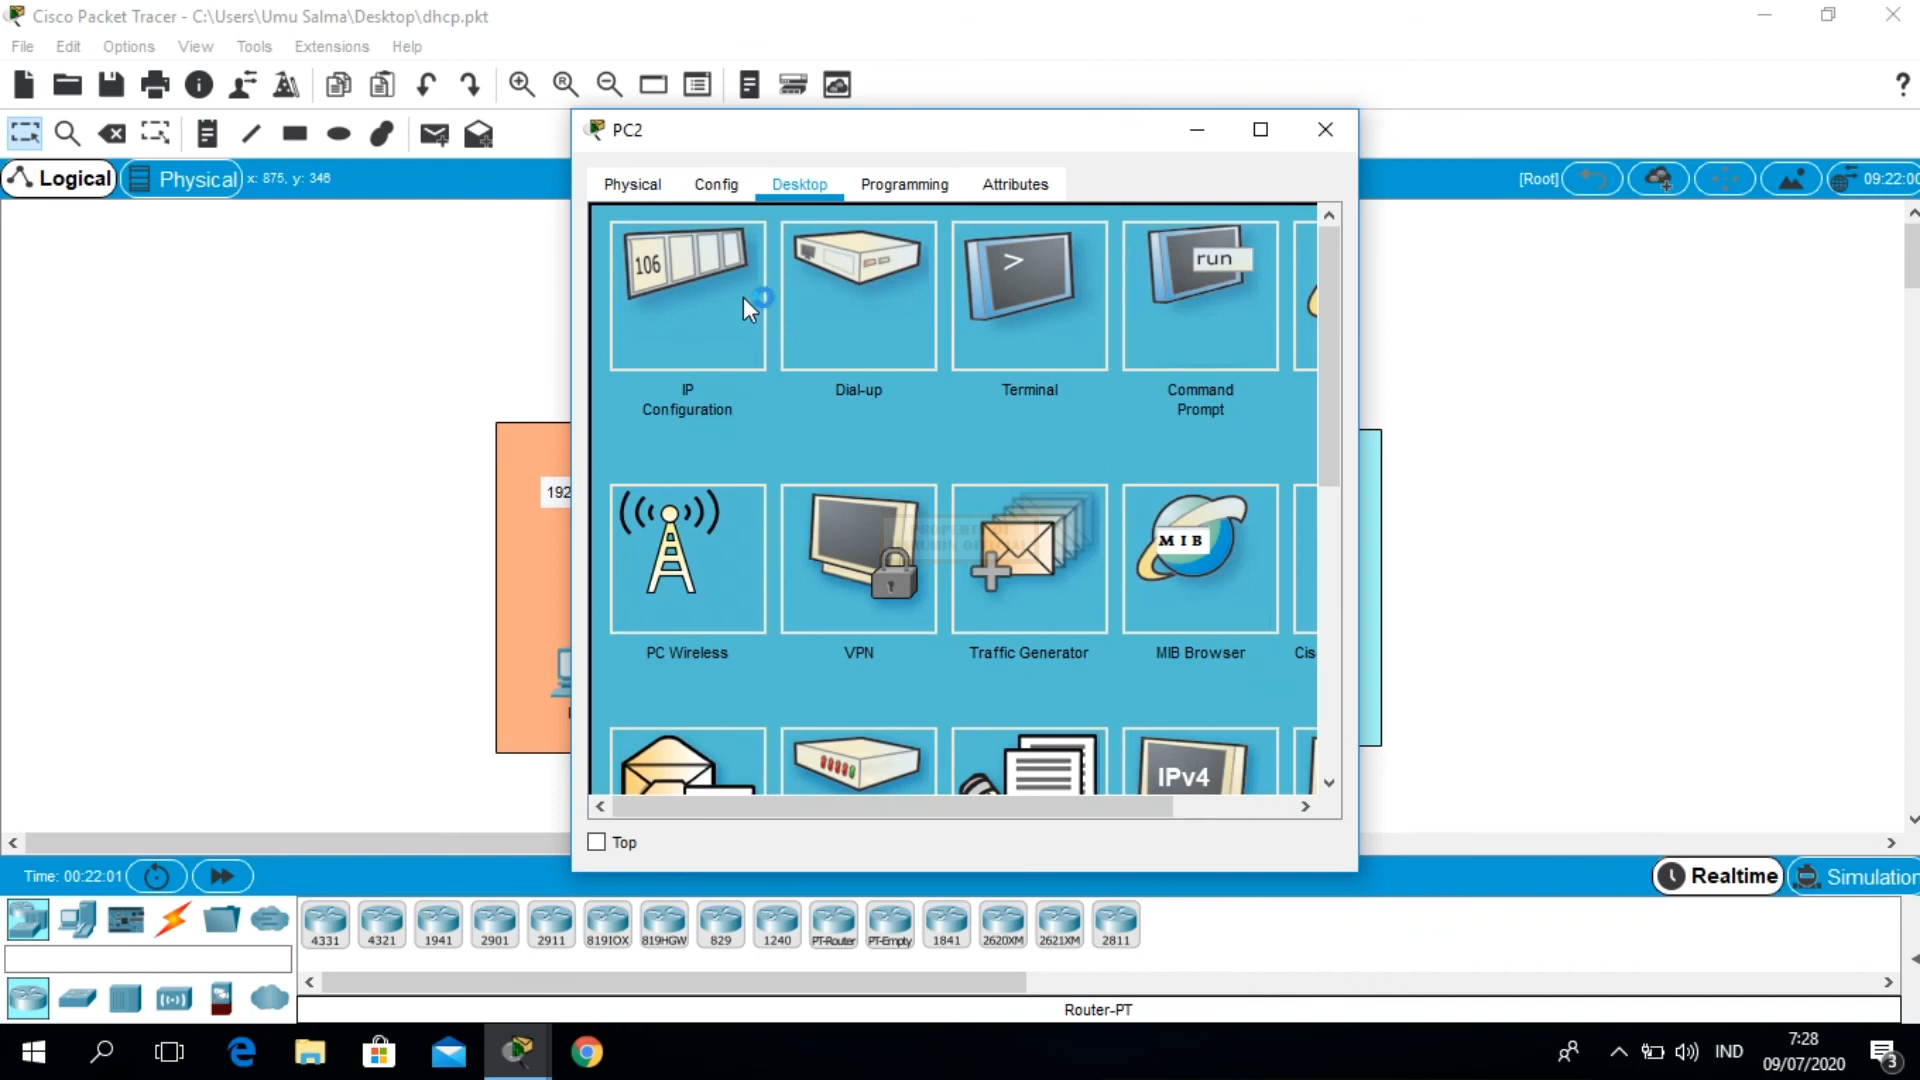 Cisco Packet Tracer - C:\Users\Umu Salma\Desktop\dhcp.pkt
File Edit Options View Tools Extensions Help
PC2
Logical Physical x: 875, y: 346 [Root] 09:22:00
Physical Config Desktop Programming Attributes
106 > run
IP Configuration
Dial-up
Terminal
Command Prompt
192
MIB
PROPERTY OF
PC Wireless VPN Traffic Generator MIB Browser Cis
IPv4
Top
Time: 00:22:01 Realtime Simulation
4331 4321 1941 2901 2911 819IOX 819HGW 829 1240 PT-Router PT-Empty 1841 2620XM 2621XM 2811
Router-PT
IND
7:28
09/07/2020
3